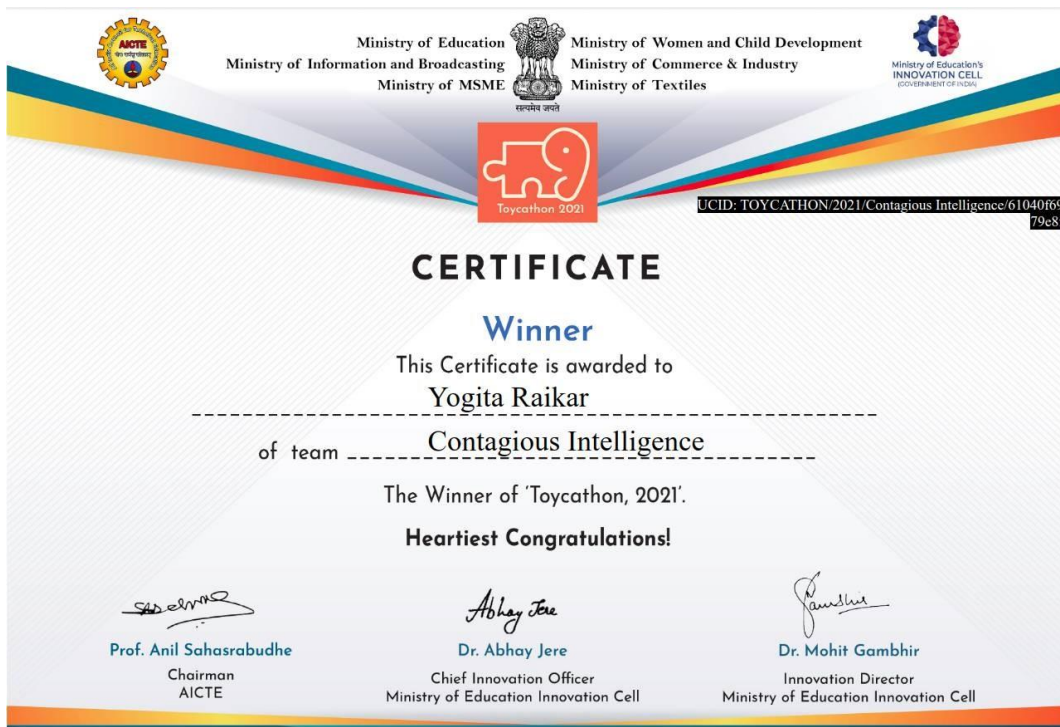 AICTE
Ministry of Education
Ministry of Information and Broadcasting
Ministry of MSME
सत्यमेव जयते
Ministry of Women and Child Development
Ministry of Commerce & Industry
Ministry of Textiles
Ministry of Education's
INNOVATION CELL
(GOVERNMENT OF INDIA)
Toycathon 2021
UCID: TOYCATHON/2021/Contagious Intelligence/61040f69
79e8
CERTIFICATE
Winner
This Certificate is awarded to
Yogita Raikar
of team Contagious Intelligence
The Winner of 'Toycathon, 2021'.
Heartiest Congratulations!
Abhay Jere
Prof. Anil Sahasrabudhe
Chairman
AICTE
Dr. Abhay Jere
Chief Innovation Officer
Ministry of Education Innovation Cell
Dr. Mohit Gambhir
Innovation Director
Ministry of Education Innovation Cell